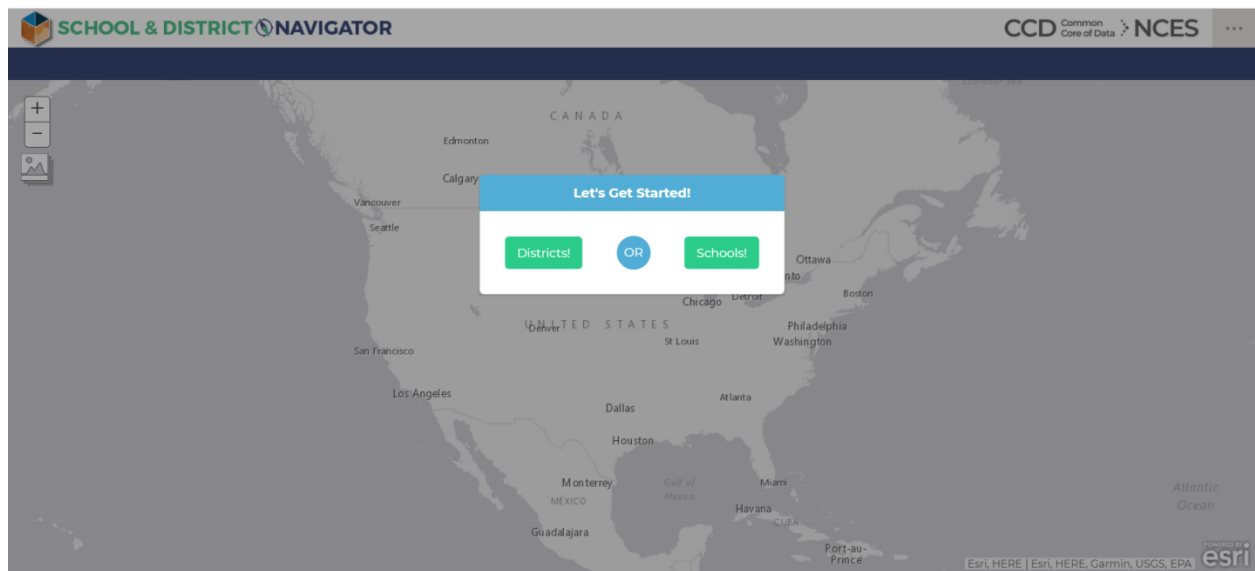 SCHOOL & DISTRICT NAVIGATOR
CCD Common Core of Data NCES
...
+
−
CANADA
Edmonton
Calgary
Vancouver
Seattle
Let's Get Started!
Districts!
OR
Schools!
Ottawa
nto
Boston
Chicago
Detroit
UNITED STATES
Denver
Philadelphia
St Louis
Washington
San Francisco
Los Angeles
Atlanta
Dallas
Houston
Monterrey
Gulf of
Mexico
Miami
MÉXICO
Havana
CUBA
Guadalajara
Port-au-
Prince
Atlantic
Ocean
POWERED BY
esri
Esri, HERE | Esri, HERE, Garmin, USGS, EPA